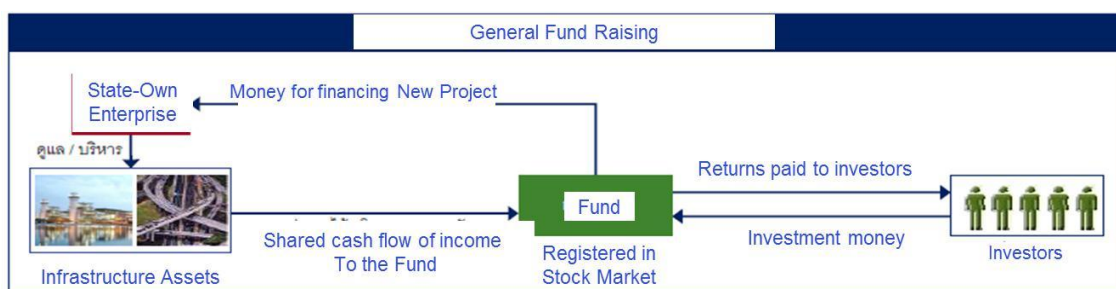 General Fund Raising
State-Own
Enterprise
Money for financing New Project
ดูแล / บริหาร
Returns paid to investors
Fund
Shared cash flow of income
To the Fund
Investment money
Registered in
Stock Market
Investors
Infrastructure Assets